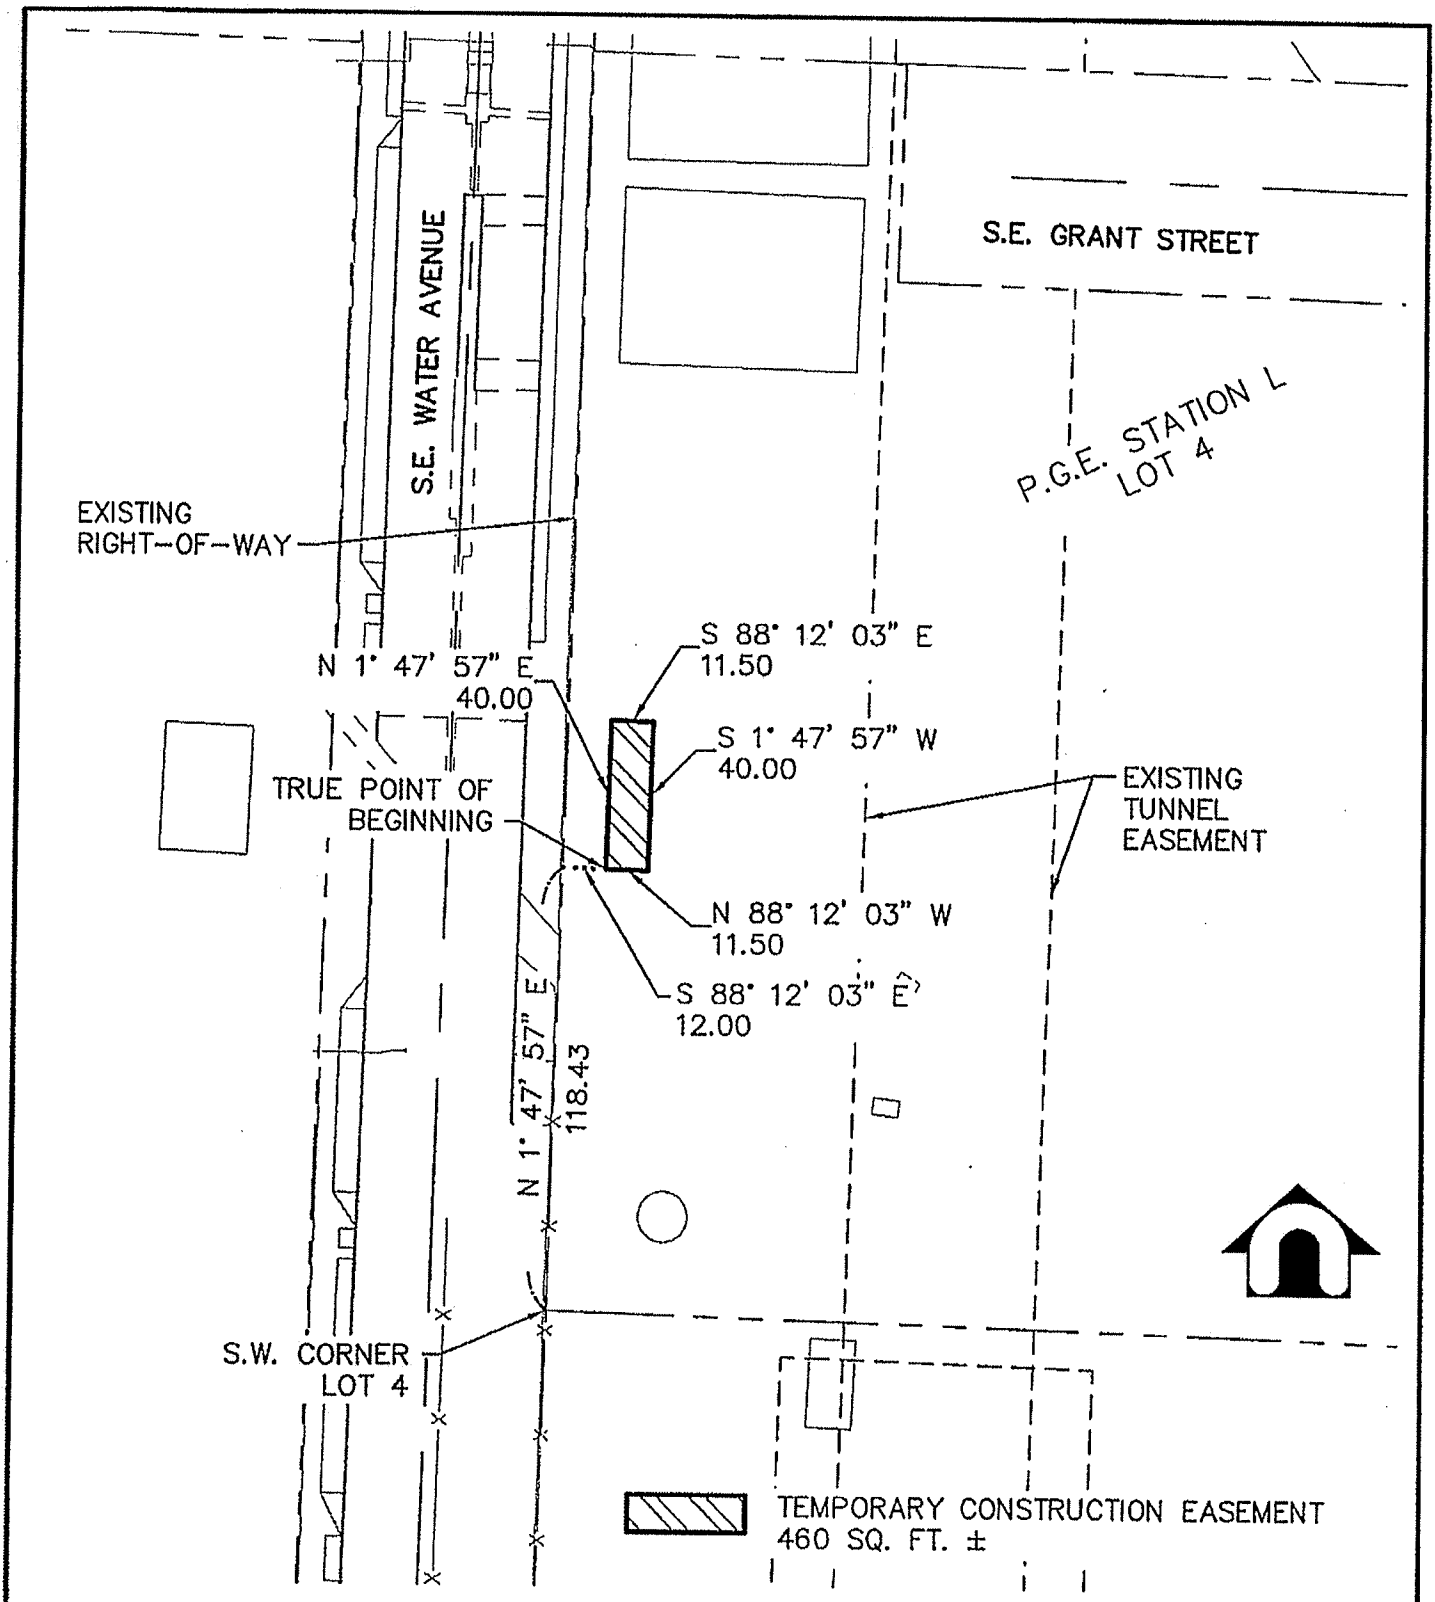 S.E. WATER AVENUE
S.E. GRANT STREET
P.G.E. STATION L
LOT 4
EXISTING
RIGHT-OF-WAY
S 88° 12' 03" E
11.50
N 1° 47' 57" E
40.00
S 1° 47' 57" W
40.00
TRUE POINT OF
BEGINNING
EXISTING
TUNNEL
EASEMENT
N 88° 12' 03" W
11.50
S 88° 12' 03" E
12.00
N 1° 47' 57" E
118.43
S.W. CORNER
LOT 4
TEMPORARY CONSTRUCTION EASEMENT
460 SQ. FT. ±